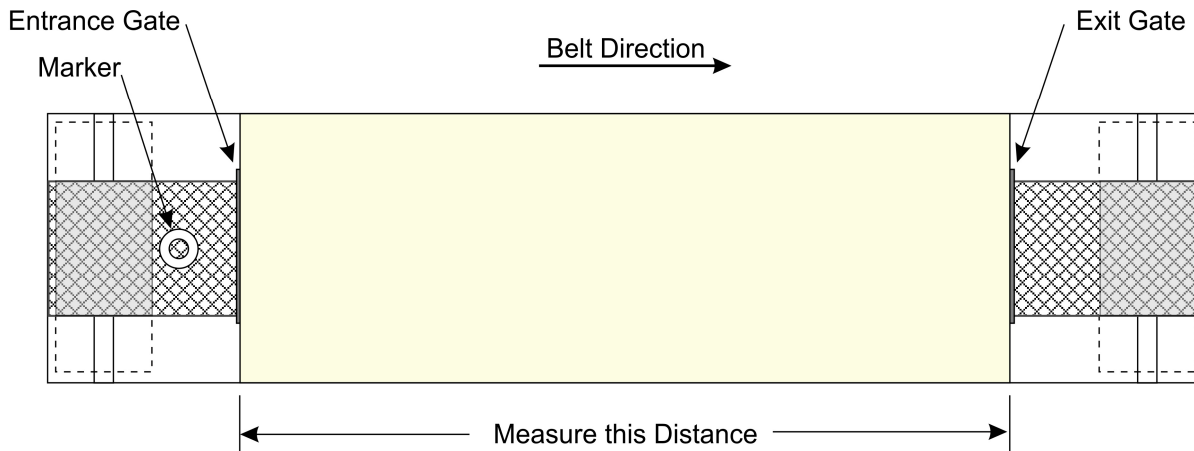 Entrance Gate
Exit Gate
Belt Direction
Marker
Measure this Distance